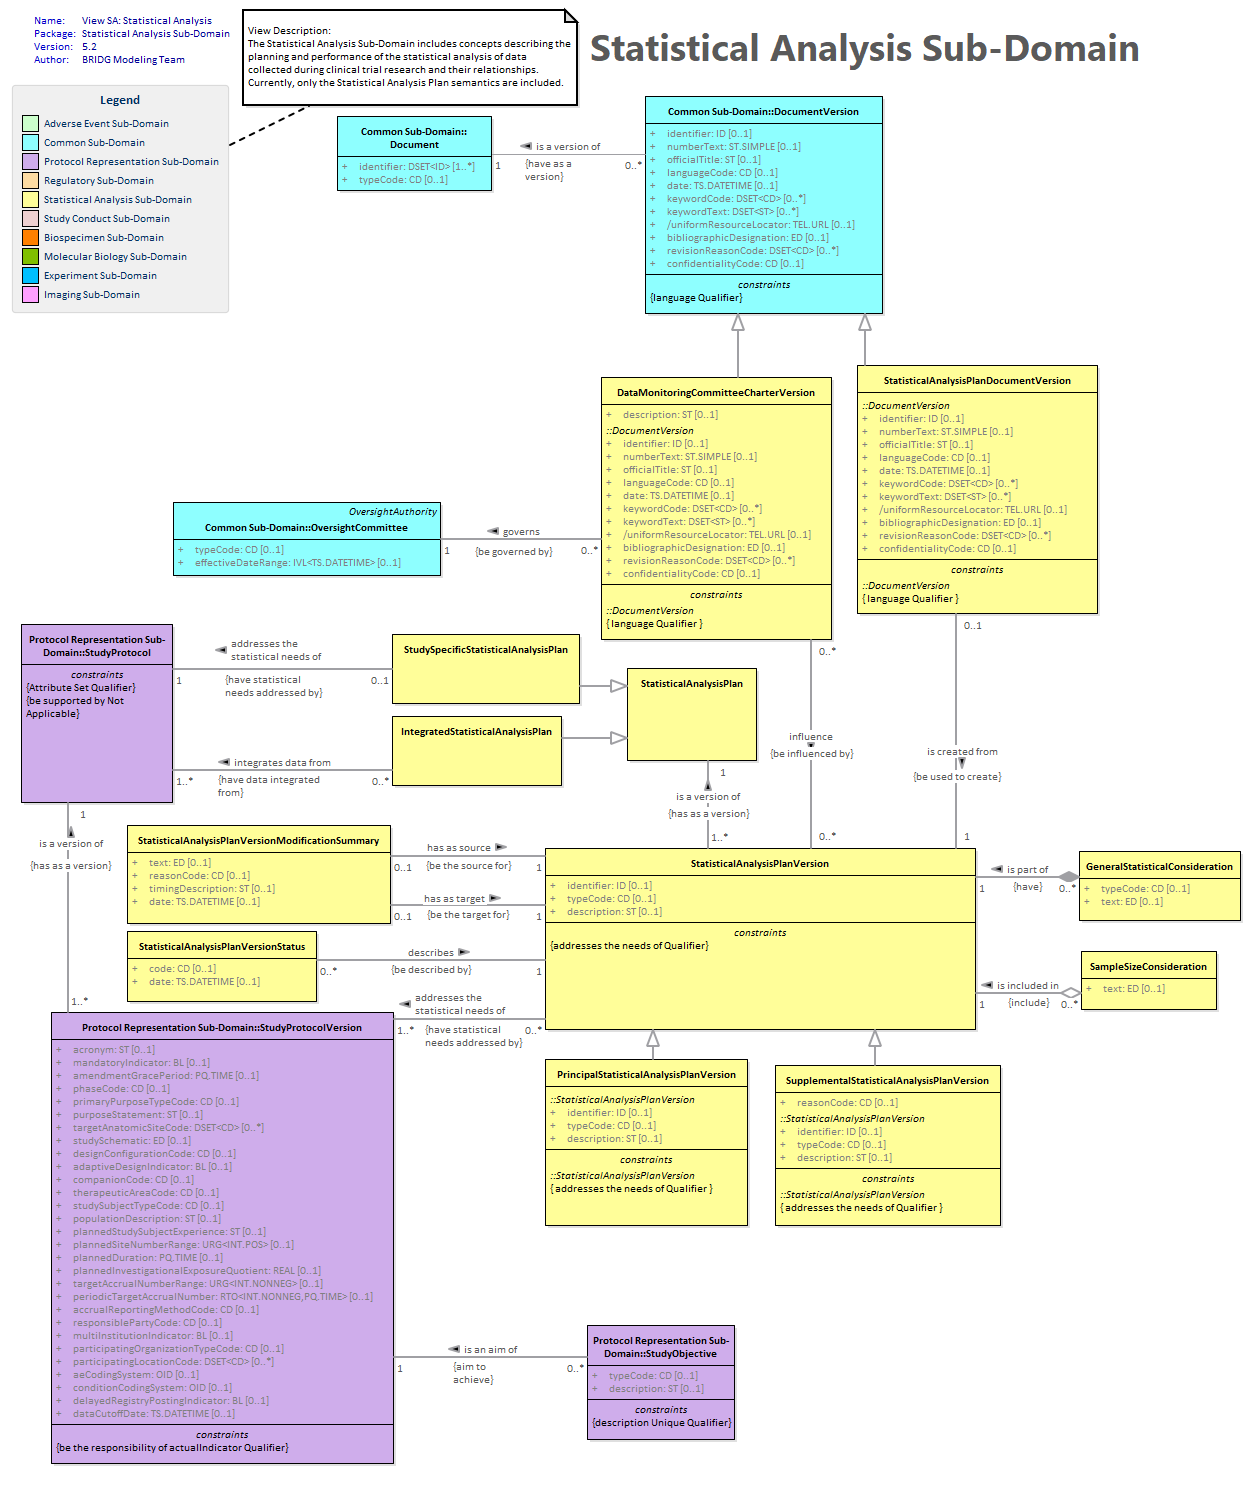 Name: View SA: Statistical Analysis
Package: Statistical Analysis Sub-Domain
Version: 5.2
Author: BRIDG Modeling Team
View Description:
The Statistical Analysis Sub-Domain includes concepts describing the
planning and performance of the statistical analysis of data
collected during clinical trial research and their relationships.
Currently, only the Statistical Analysis Plan semantics are included.
Statistical Analysis Sub-Domain
Legend
Adverse Event Sub-Domain
Common Sub-Domain
Protocol Representation Sub-Domain
Regulatory Sub-Domain
Statistical Analysis Sub-Domain
Study Conduct Sub-Domain
Biospecimen Sub-Domain
Molecular Biology Sub-Domain
Experiment Sub-Domain
Imaging Sub-Domain
Common Sub-Domain::
Document
+ identifier: DSET<ID> [1..*]
+ typeCode: CD [0..1]
is a version of
1
{have as a
version}
0..*
Common Sub-Domain::DocumentVersion
+ identifier: ID [0..1]
+ numberText: ST.SIMPLE [0..1]
+ officialTitle: ST [0..1]
+ languageCode: CD [0..1]
+ date: TS.DATETIME [0..1]
+ keywordCode: DSET<CD> [0..*]
+ keywordText: DSET<ST> [0..*]
+ /uniformResourceLocator: TEL.URL [0..1]
+ bibliographicDesignation: ED [0..1]
+ revisionReasonCode: DSET<CD> [0..*]
+ confidentialityCode: CD [0..1]
constraints
{language Qualifier}
DataMonitoringCommitteeCharterVersion
+ description: ST [0..1]
::DocumentVersion
+ identifier: ID [0..1]
+ numberText: ST.SIMPLE [0..1]
+ officialTitle: ST [0..1]
+ languageCode: CD [0..1]
+ date: TS.DATETIME [0..1]
+ keywordCode: DSET<CD> [0..*]
+ keywordText: DSET<ST> [0..*]
+ /uniformResourceLocator: TEL.URL [0..1]
+ bibliographicDesignation: ED [0..1]
+ revisionReasonCode: DSET<CD> [0..*]
+ confidentialityCode: CD [0..1]
constraints
::DocumentVersion
{ language Qualifier }
StatisticalAnalysisPlanDocumentVersion
::DocumentVersion
+ identifier: ID [0..1]
+ numberText: ST.SIMPLE [0..1]
+ officialTitle: ST [0..1]
+ languageCode: CD [0..1]
+ date: TS.DATETIME [0..1]
+ keywordCode: DSET<CD> [0..*]
+ keywordText: DSET<ST> [0..*]
+ /uniformResourceLocator: TEL.URL [0..1]
+ bibliographicDesignation: ED [0..1]
+ revisionReasonCode: DSET<CD> [0..*]
+ confidentialityCode: CD [0..1]
constraints
::DocumentVersion
{ language Qualifier }
OversightAuthority
Common Sub-Domain::OversightCommittee
+ typeCode: CD [0..1]
+ effectiveDateRange: IVL<TS.DATETIME> [0..1]
governs
1
{be governed by}
0..*
Protocol Representation Sub-
Domain::StudyProtocol
constraints
{Attribute Set Qualifier}
{be supported by Not
Applicable}
addresses the
statistical needs of
1
{have statistical
needs addressed by}
0..1
StudySpecificStatisticalAnalysisPlan
IntegratedStatisticalAnalysisPlan
integrates data from
1..*
{have data integrated
from}
0..*
StatisticalAnalysisPlan
1
is a version of
{has as a version}
1..*
0..*
influence
{be influenced by}
0..*
0..1
is created from
{be used to create}
1
1
is a version of
{has as a version}
1..*
StatisticalAnalysisPlanVersionModificationSummary
+ text: ED [0..1]
+ reasonCode: CD [0..1]
+ timingDescription: ST [0..1]
+ date: TS.DATETIME [0..1]
has as source
0..1
{be the source for}
1
has as target
0..1
{be the target for}
1
StatisticalAnalysisPlanVersionStatus
+ code: CD [0..1]
+ date: TS.DATETIME [0..1]
describes
0..*
{be described by}
1
StatisticalAnalysisPlanVersion
+ identifier: ID [0..1]
+ typeCode: CD [0..1]
+ description: ST [0..1]
constraints
{addresses the needs of Qualifier}
is part of
1
{have}
0..*
GeneralStatisticalConsideration
+ typeCode: CD [0..1]
+ text: ED [0..1]
is included in
1
{include}
0..*
SampleSizeConsideration
+ text: ED [0..1]
addresses the
statistical needs of
1..*
{have statistical
needs addressed by}
0..*
Protocol Representation Sub-Domain::StudyProtocolVersion
+ acronym: ST [0..1]
+ mandatoryIndicator: BL [0..1]
+ amendmentGracePeriod: PQ.TIME [0..1]
+ phaseCode: CD [0..1]
+ primaryPurposeTypeCode: CD [0..1]
+ purposeStatement: ST [0..1]
+ targetAnatomicSiteCode: DSET<CD> [0..*]
+ studySchematic: ED [0..1]
+ designConfigurationCode: CD [0..1]
+ adaptiveDesignIndicator: BL [0..1]
+ companionCode: CD [0..1]
+ therapeuticAreaCode: CD [0..1]
+ studySubjectTypeCode: CD [0..1]
+ populationDescription: ST [0..1]
+ plannedStudySubjectExperience: ST [0..1]
+ plannedSiteNumberRange: URG<INT.POS> [0..1]
+ plannedDuration: PQ.TIME [0..1]
+ plannedInvestigationalExposureQuotient: REAL [0..1]
+ targetAccrualNumberRange: URG<INT.NONNEG> [0..1]
+ periodicTargetAccrualNumber: RTO<INT.NONNEG,PQ.TIME> [0..1]
+ accrualReportingMethodCode: CD [0..1]
+ responsiblePartyCode: CD [0..1]
+ multiInstitutionIndicator: BL [0..1]
+ participatingOrganizationTypeCode: CD [0..1]
+ participatingLocationCode: DSET<CD> [0..*]
+ aeCodingSystem: OID [0..1]
+ conditionCodingSystem: OID [0..1]
+ delayedRegistryPostingIndicator: BL [0..1]
+ dataCutoffDate: TS.DATETIME [0..1]
constraints
{be the responsibility of actualIndicator Qualifier}
PrincipalStatisticalAnalysisPlanVersion
::StatisticalAnalysisPlanVersion
+ identifier: ID [0..1]
+ typeCode: CD [0..1]
+ description: ST [0..1]
constraints
::StatisticalAnalysisPlanVersion
{ addresses the needs of Qualifier }
SupplementalStatisticalAnalysisPlanVersion
+ reasonCode: CD [0..1]
::StatisticalAnalysisPlanVersion
+ identifier: ID [0..1]
+ typeCode: CD [0..1]
+ description: ST [0..1]
constraints
::StatisticalAnalysisPlanVersion
{ addresses the needs of Qualifier }
is an aim of
1
{aim to
achieve}
0..*
Protocol Representation Sub-
Domain::StudyObjective
+ typeCode: CD [0..1]
+ description: ST [0..1]
constraints
{description Unique Qualifier}